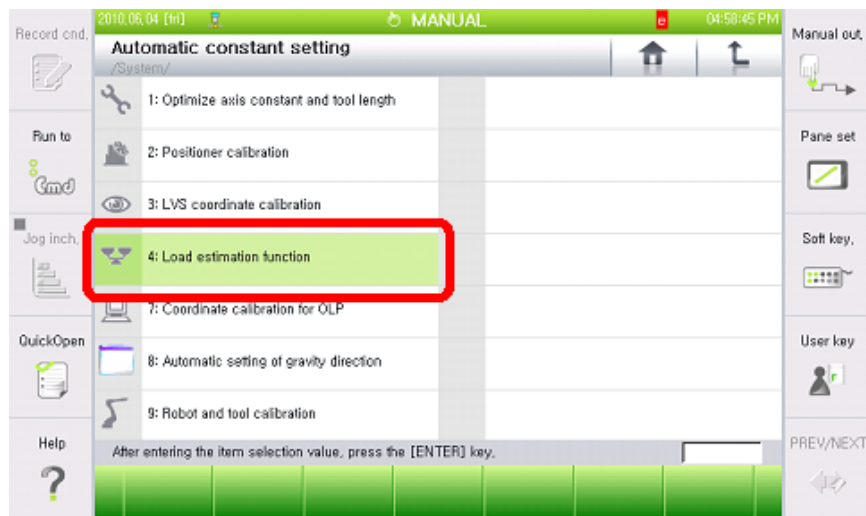 2010,06,04 [fri]
MANUAL
e
04:58:45 PM
Record cnd,
Manual out,
Automatic constant setting
/System/
1: Optimize axis constant and tool length
Run to
2: Positioner calibration
Pane set
Cmd
3: LVS coordinate calibration
Jog inch,
4: Load estimation function
Soft key,
7: Coordinate calibration for OLP
QuickOpen
8: Automatic setting of gravity direction
User key
r
9: Robot and tool calibration
Help
After entering the item selection value, press the [ENTER] key,
PREV/NEXT